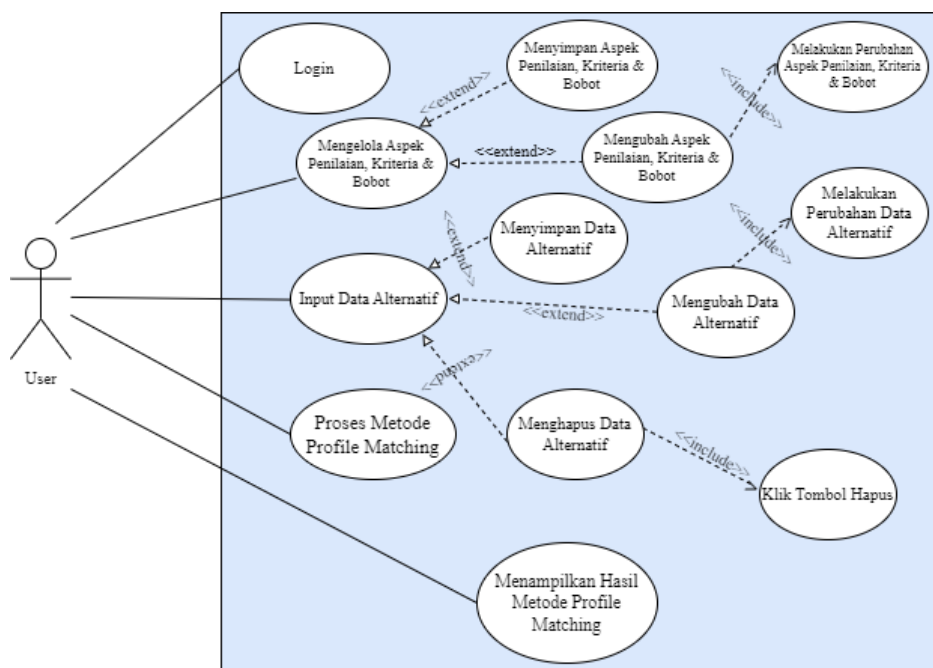 Login
Menyimpan Aspek
Penilaian, Kriteria &
Bobot
Melakukan Perubahan
Aspek Penilaian, Kriteria
& Bobot
<<extend>>
<<include>>
Mengelola Aspek
Penilaian, Kriteria &
Bobot
<<extend>>
Mengubah Aspek
Penilaian, Kriteria &
Bobot
Melakukan
Perubahan Data
Alternatif
<<extend>>
Menyimpan Data
Alternatif
<<include>>
Input Data Alternatif
<<extend>>
Mengubah Data
Alternatif
User
<<extend>>
Proses Metode
Profile Matching
Menghapus Data
Alternatif
<<include>>
Klik Tombol Hapus
Menampilkan Hasil
Metode Profile
Matching